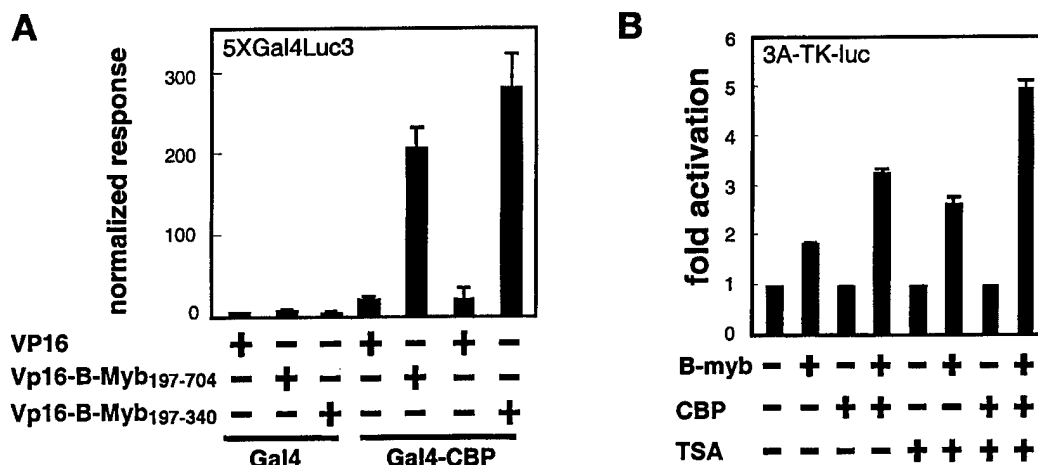 A
5XGal4Luc3
normalized response
300
200
100
0
VP16 + − − + − + −
Vp16-B-Myb197-704 − + − − + − −
Vp16-B-Myb197-340 − − + − − − +
Gal4 Gal4-CBP
B
3A-TK-luc
fold activation
6
5
4
3
2
1
0
B-myb − + − + − + − +
CBP − − + + − − + +
TSA − − − − + + + +